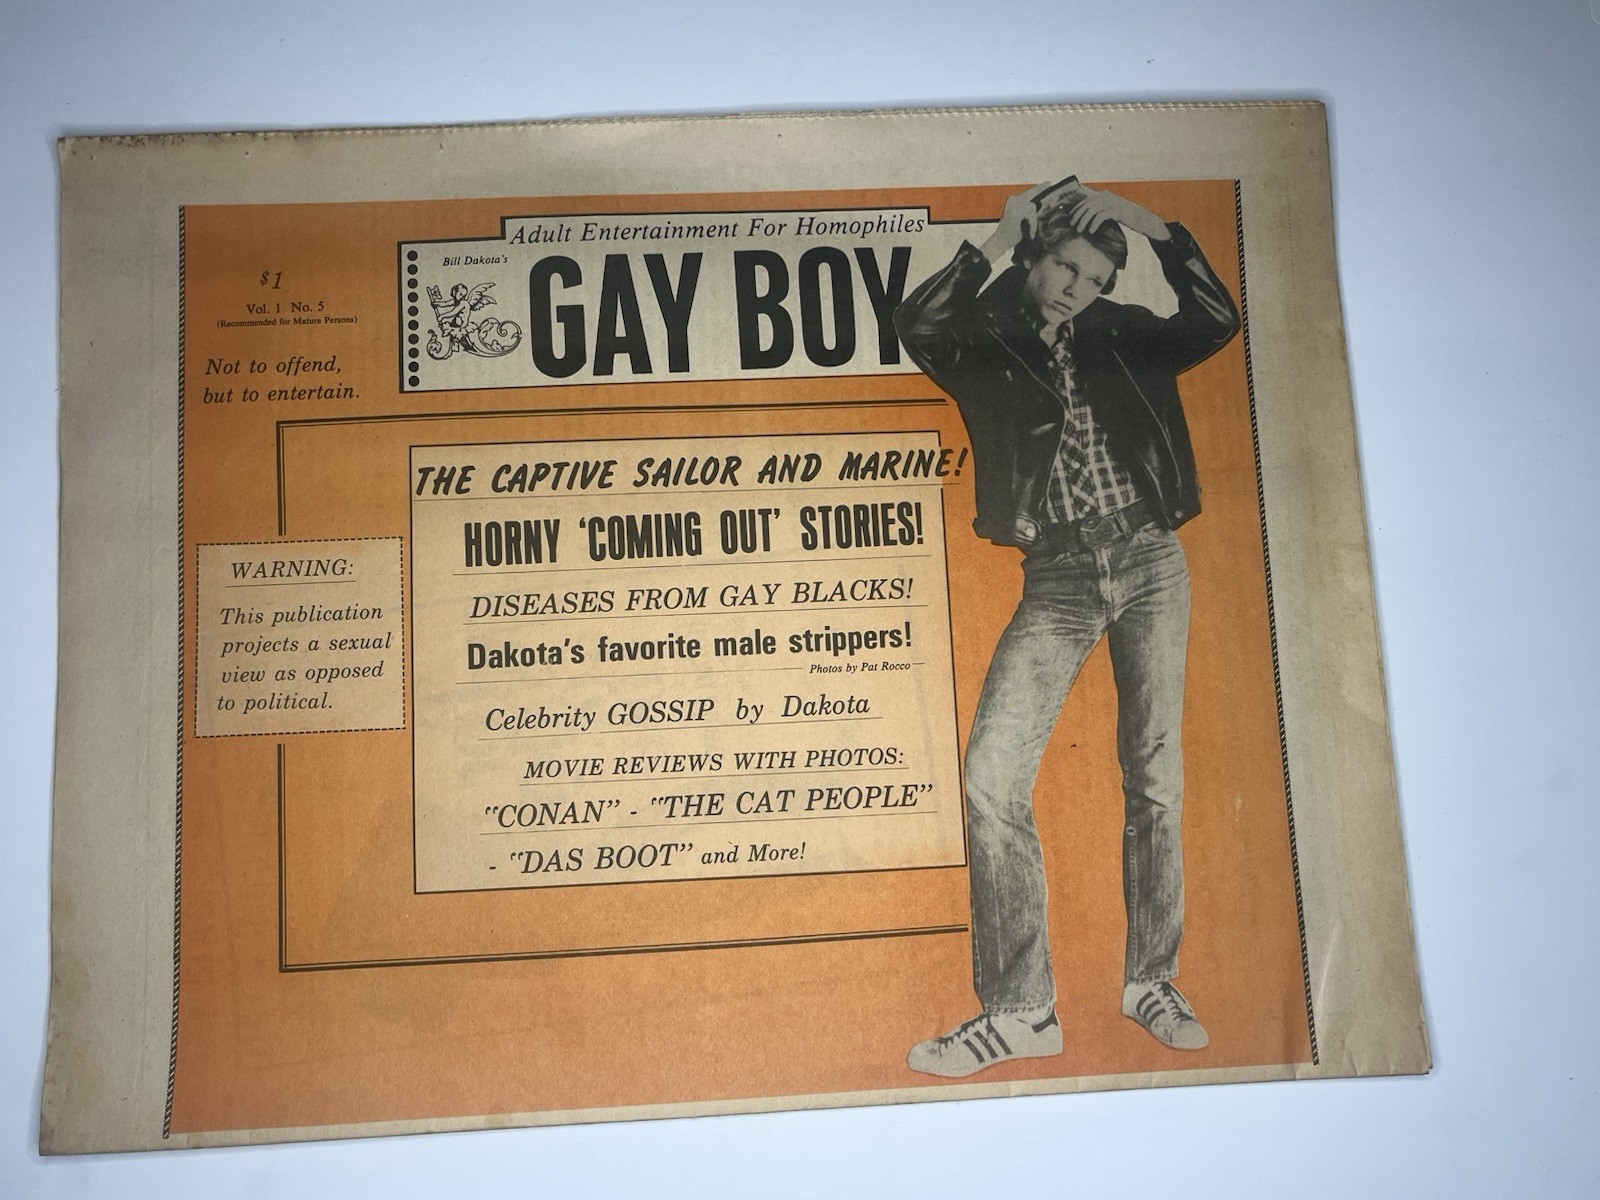 Adult Entertainment For Homophiles
Bill Dakota's
GAY BOY
$1
Vol. 1 No. 5
(Recommended for Mature Persons)
Not to offend,
but to entertain.
THE CAPTIVE SAILOR AND MARINE!
HORNY 'COMING OUT' STORIES!
DISEASES FROM GAY BLACKS!
Dakota's favorite male strippers!
Photos by Pat Rocco
Celebrity GOSSIP by Dakota
MOVIE REVIEWS WITH PHOTOS:
"CONAN" - "THE CAT PEOPLE"
- "DAS BOOT" and More!
WARNING:
This publication
projects a sexual
view as opposed
to political.